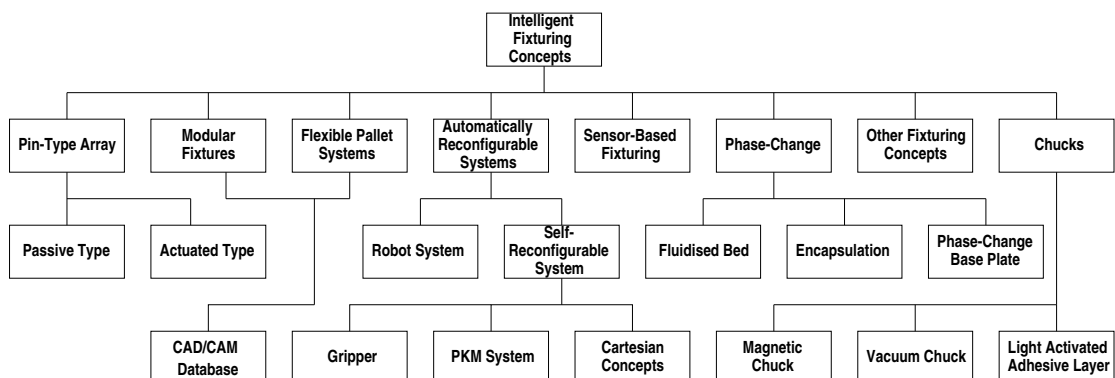 Intelligent
Fixturing
Concepts
Pin-Type Array
Modular
Fixtures
Flexible Pallet
Systems
Automatically
Reconfigurable
Systems
Sensor-Based
Fixturing
Phase-Change
Other Fixturing
Concepts
Chucks
Passive Type
Actuated Type
Robot System
Self-
Reconfigurable
System
Fluidised Bed
Encapsulation
Phase-Change
Base Plate
CAD/CAM
Database
Gripper
PKM System
Cartesian
Concepts
Magnetic
Chuck
Vacuum Chuck
Light Activated
Adhesive Layer